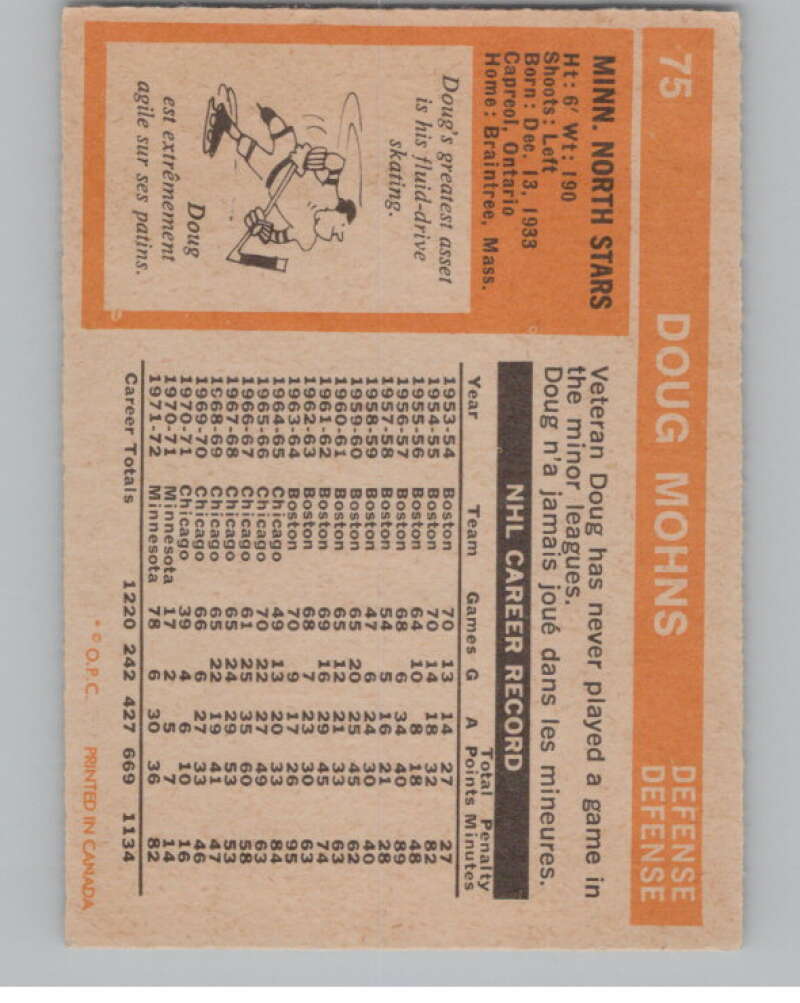 75 DOUG MOHNS DEFENSE
DEFENSE
MINN. NORTH STARS
Ht: 6' Wt: 190
Shoots: Left
Born: Dec. 13, 1933
Capreol, Ontario
Home: Braintree, Mass.
Doug's greatest asset
is his fluid-drive
skating.
Doug
est extrêmement
agile sur ses patins.
Veteran Doug has never played a game in
the minor leagues.
Doug n'a jamais joué dans les mineures.
NHL CAREER RECORD
Total Penalty
Year Team Games G A Points Minutes
1953-54 Boston 70 13 14 27 27
1954-55 Boston 70 14 18 32 82
1955-56 Boston 64 10 8 18 48
1956-57 Boston 68 6 34 40 89
1957-58 Boston 54 5 16 21 28
1958-59 Boston 47 6 24 30 40
1959-60 Boston 65 20 25 45 62
1960-61 Boston 65 12 21 33 63
1961-62 Boston 69 16 29 45 74
1962-63 Boston 68 7 23 30 63
1963-64 Boston 70 9 17 26 95
1964-65 Chicago 49 13 20 33 84
1965-66 Chicago 70 22 27 49 63
1966-67 Chicago 61 25 35 60 58
1967-68 Chicago 65 24 29 53 53
1968-69 Chicago 65 22 19 41 47
1969-70 Chicago 66 6 27 33 46
1970-71 Chicago 39 4 6 10 16
1970-71 Minnesota 17 2 5 7 14
1971-72 Minnesota 78 6 30 36 82
Career Totals 1220 242 427 669 1134
* © O.P.C. PRINTED IN CANADA